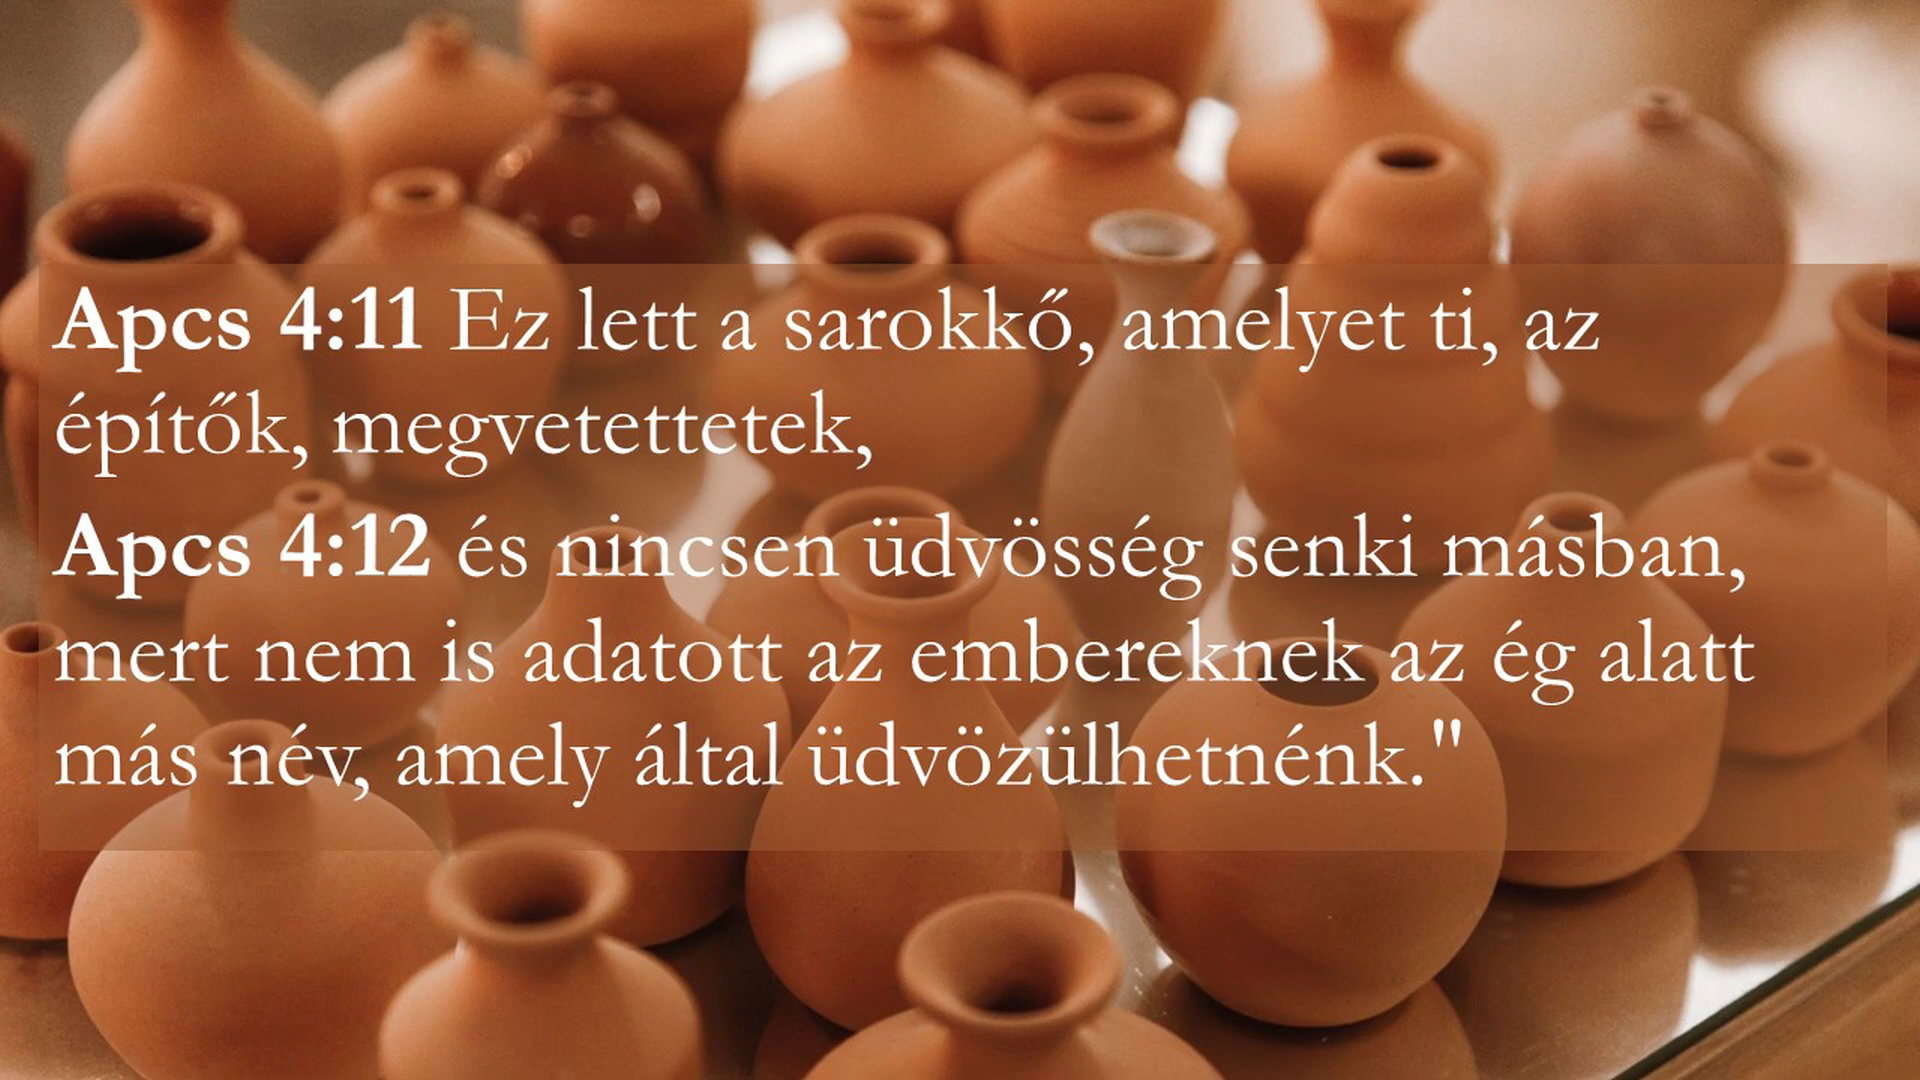 Apcs 4:11 Ez lett a sarokkő, amelyet ti, az
építők, megvetettetek,
Apcs 4:12 és nincsen üdvösség senki másban,
mert nem is adatott az embereknek az ég alatt
más név, amely által üdvözülhetnénk."